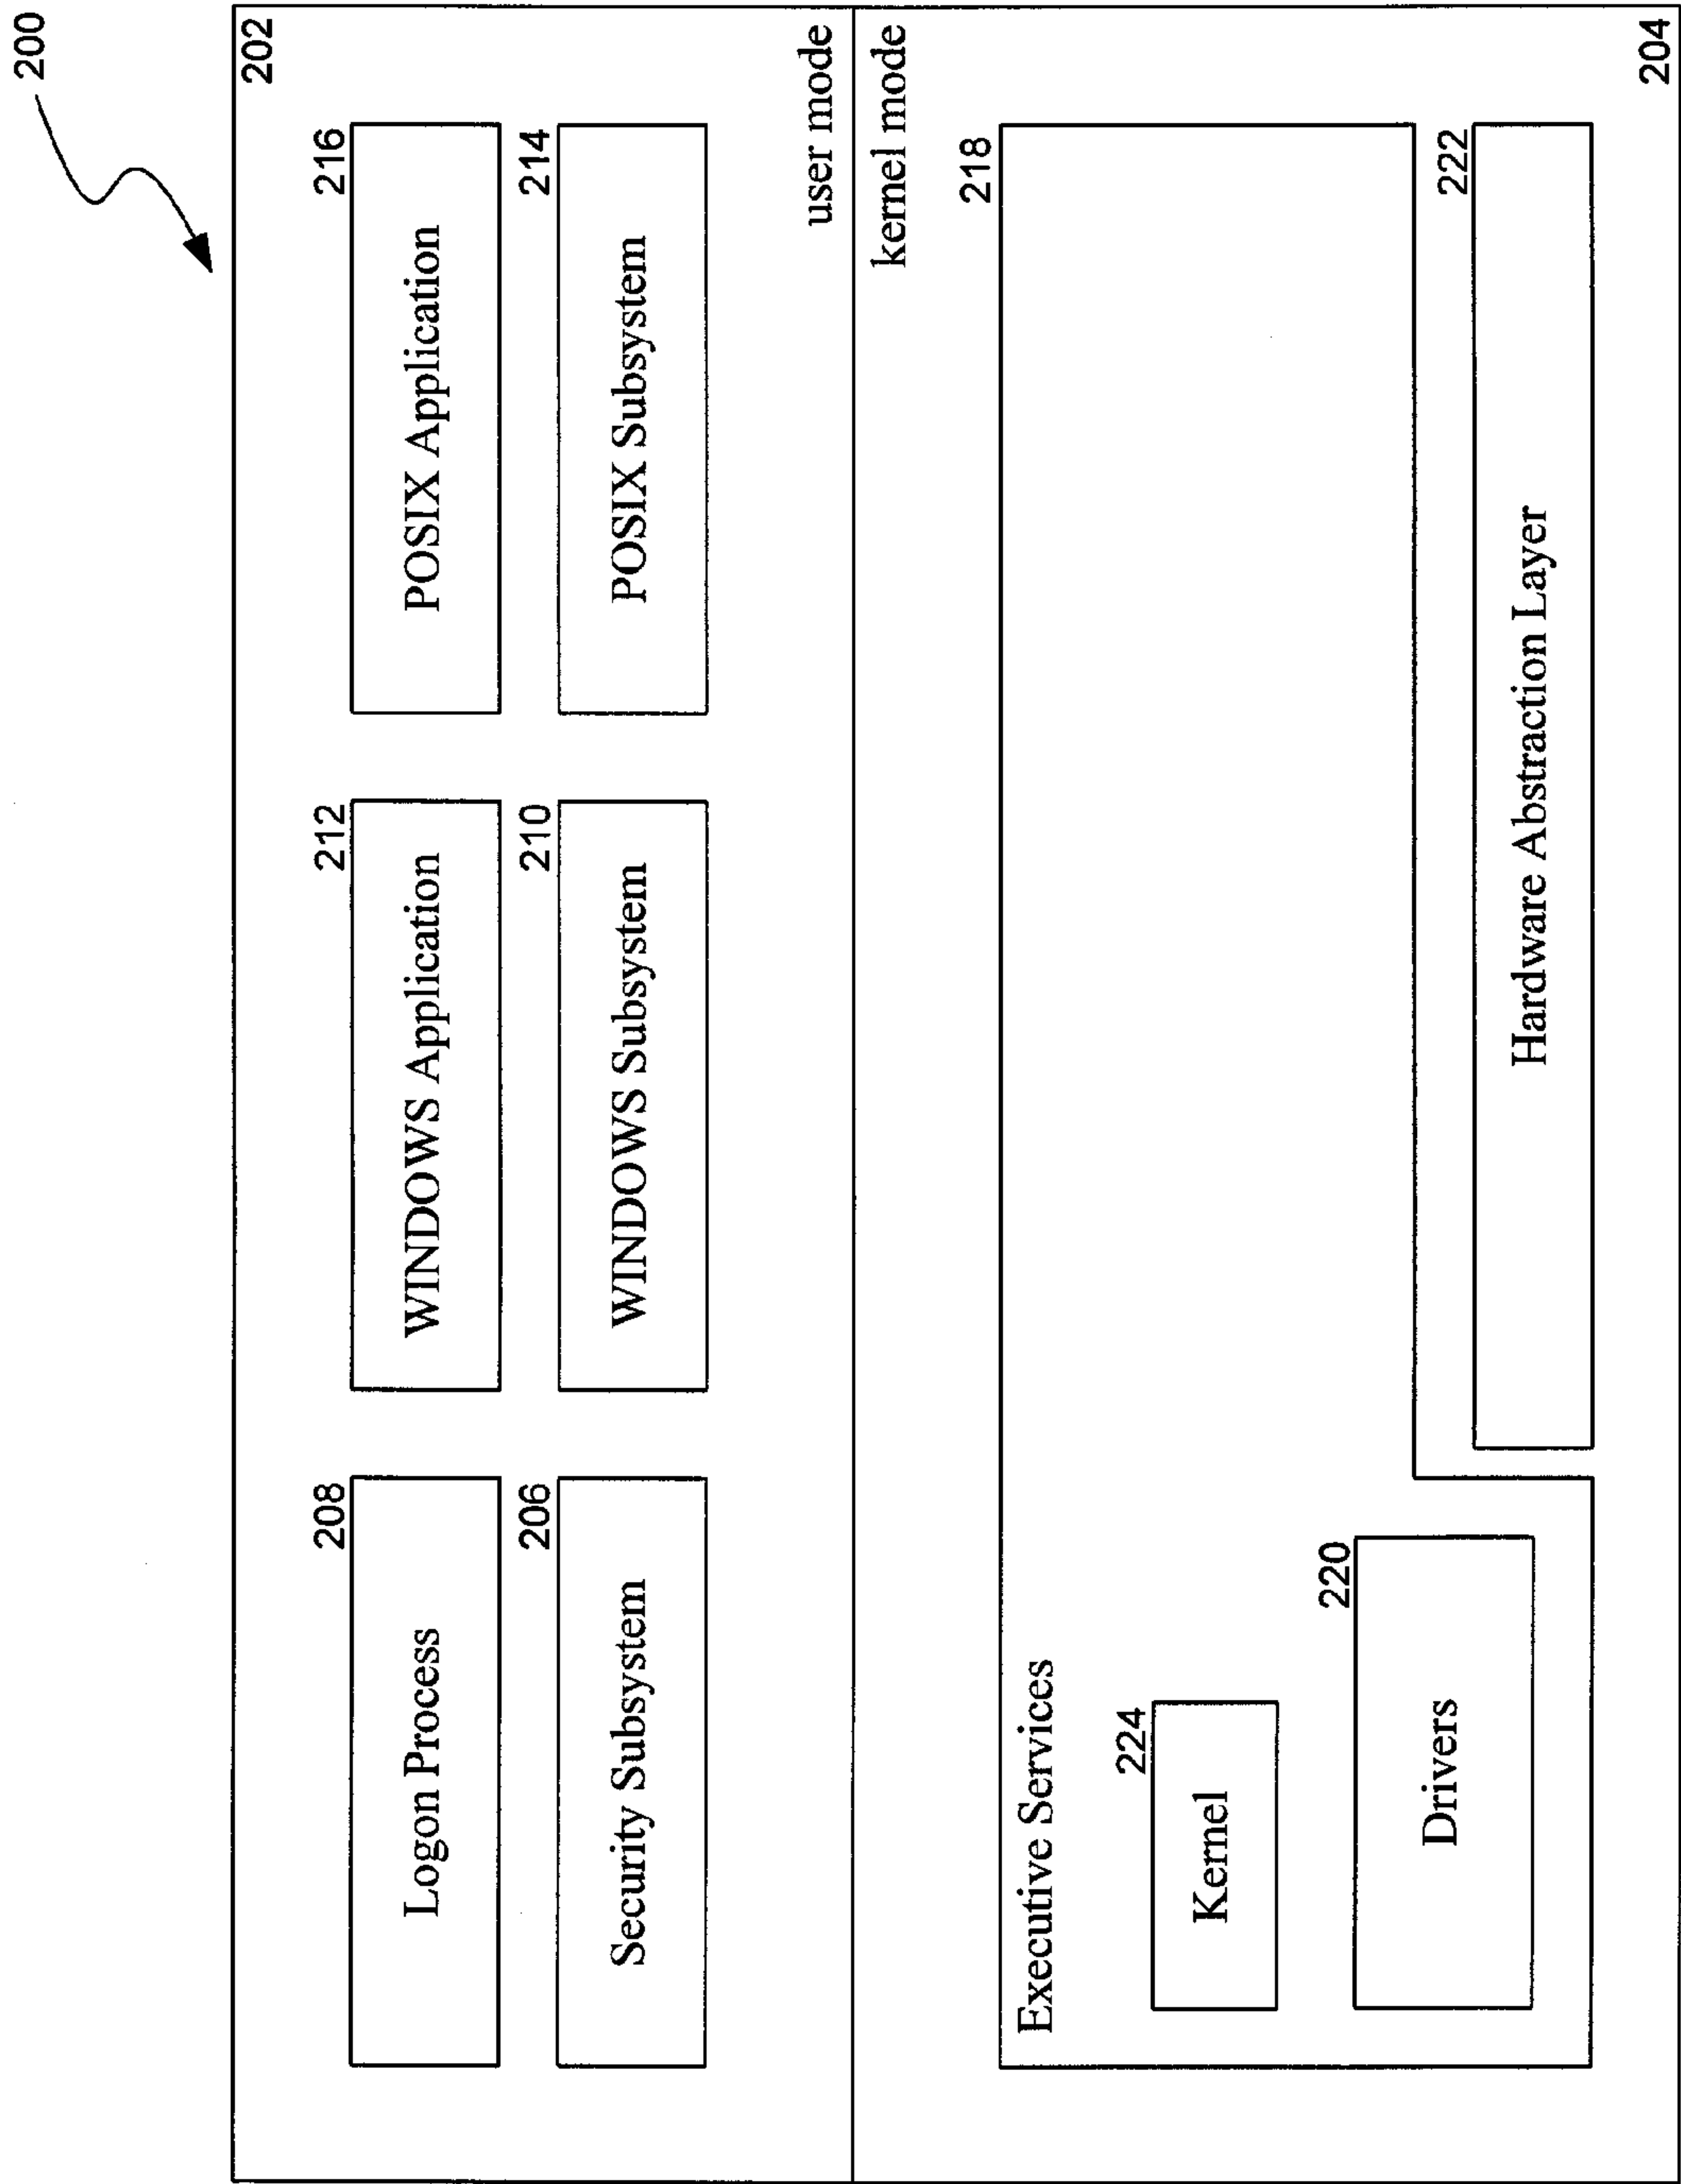 200
202
208
Logon Process
212
WINDOWS Application
216
POSIX Application
206
Security Subsystem
210
WINDOWS Subsystem
214
POSIX Subsystem
user mode
kernel mode
218
Executive Services
224
Kernel
220
Drivers
222
Hardware Abstraction Layer
204